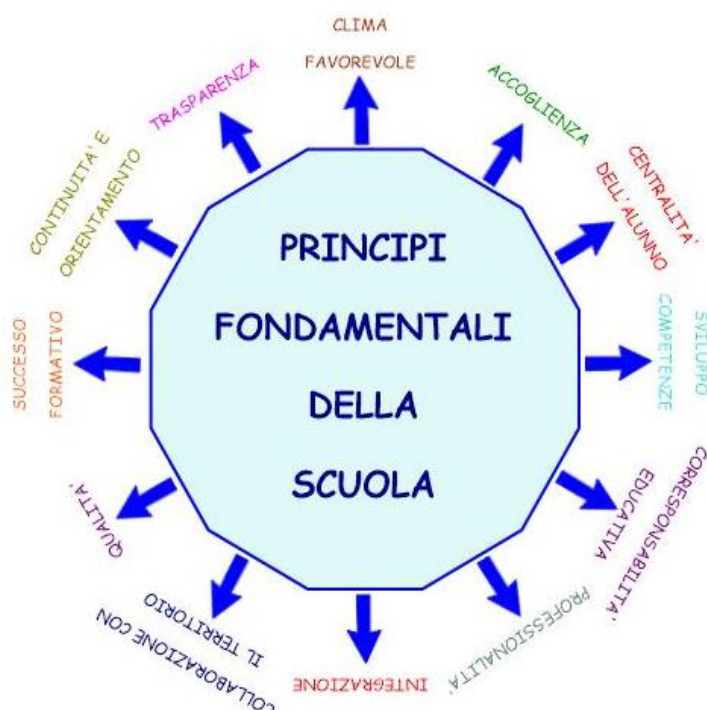 PRINCIPI
FONDAMENTALI
DELLA
SCUOLA
CLIMA
FAVOREVOLE
ACCOGLIENZA
CENTRALITA'
DELL'ALUNNO
SVILUPPO
COMPETENZE
CORRESPONSABILITA'
EDUCATIVA
PROFESSIONALITA'
INTEGRAZIONE
COLLABORAZIONE CON
IL TERRITORIO
QUALITA'
SUCCESSO
FORMATIVO
CONTINUITA' E
ORIENTAMENTO
TRASPARENZA